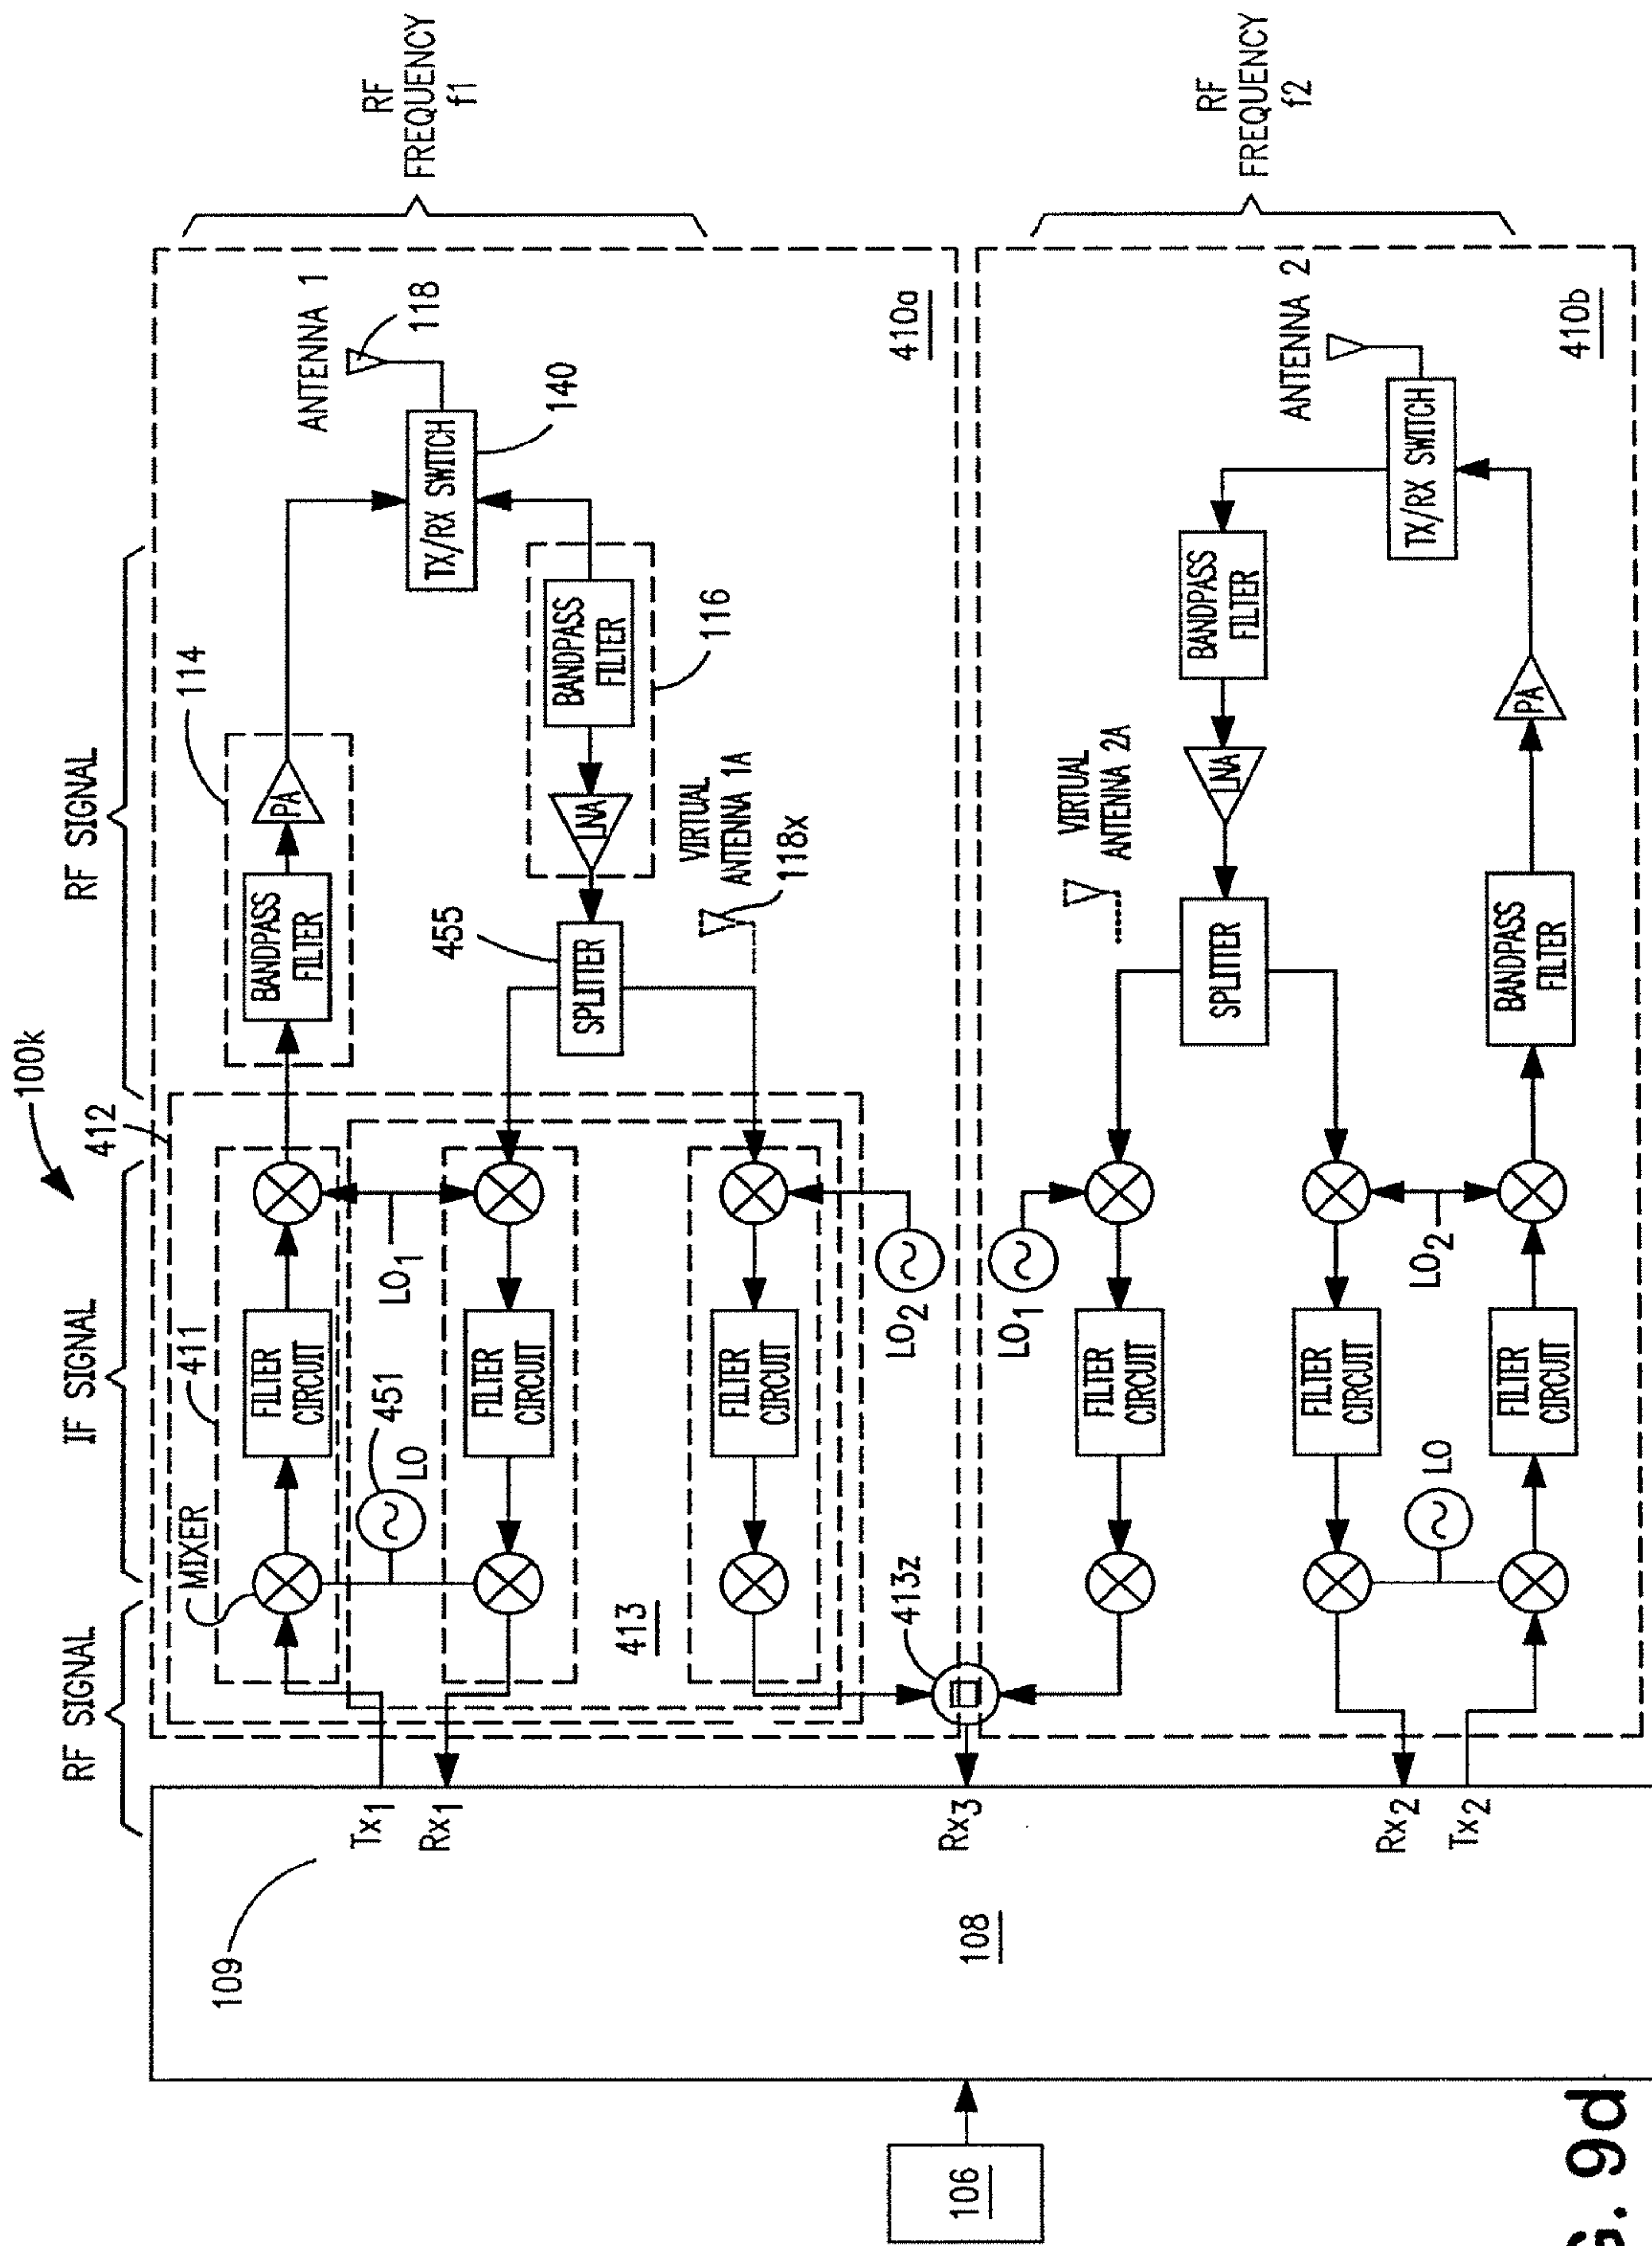 100k
RF SIGNAL
IF SIGNAL
RF SIGNAL
412
411
MIXER
FILTER
CIRCUIT
BANDPASS
FILTER
PA
114
ANTENNA 1
118
TX/RX SWITCH
140
RF
FREQUENCY
f1
109
Tx1
Rx1
451
LO
LO1
FILTER
CIRCUIT
455
SPLITTER
LNA
BANDPASS
FILTER
116
VIRTUAL
ANTENNA 1A
118x
413
FILTER
CIRCUIT
LO2
410a
106
108
Rx3
413z
LO1
FILTER
CIRCUIT
VIRTUAL
ANTENNA 2A
SPLITTER
LNA
BANDPASS
FILTER
ANTENNA 2
TX/RX SWITCH
RF
FREQUENCY
f2
Rx2
Tx2
FILTER
CIRCUIT
LO
LO2
FILTER
CIRCUIT
BANDPASS
FILTER
PA
410b
G. 9d